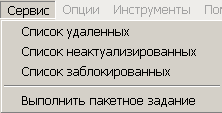 Сервис Опции Инструменты
Список удаленных
Список неактуализированных
Список заблокированных
Выполнить пакетное задание